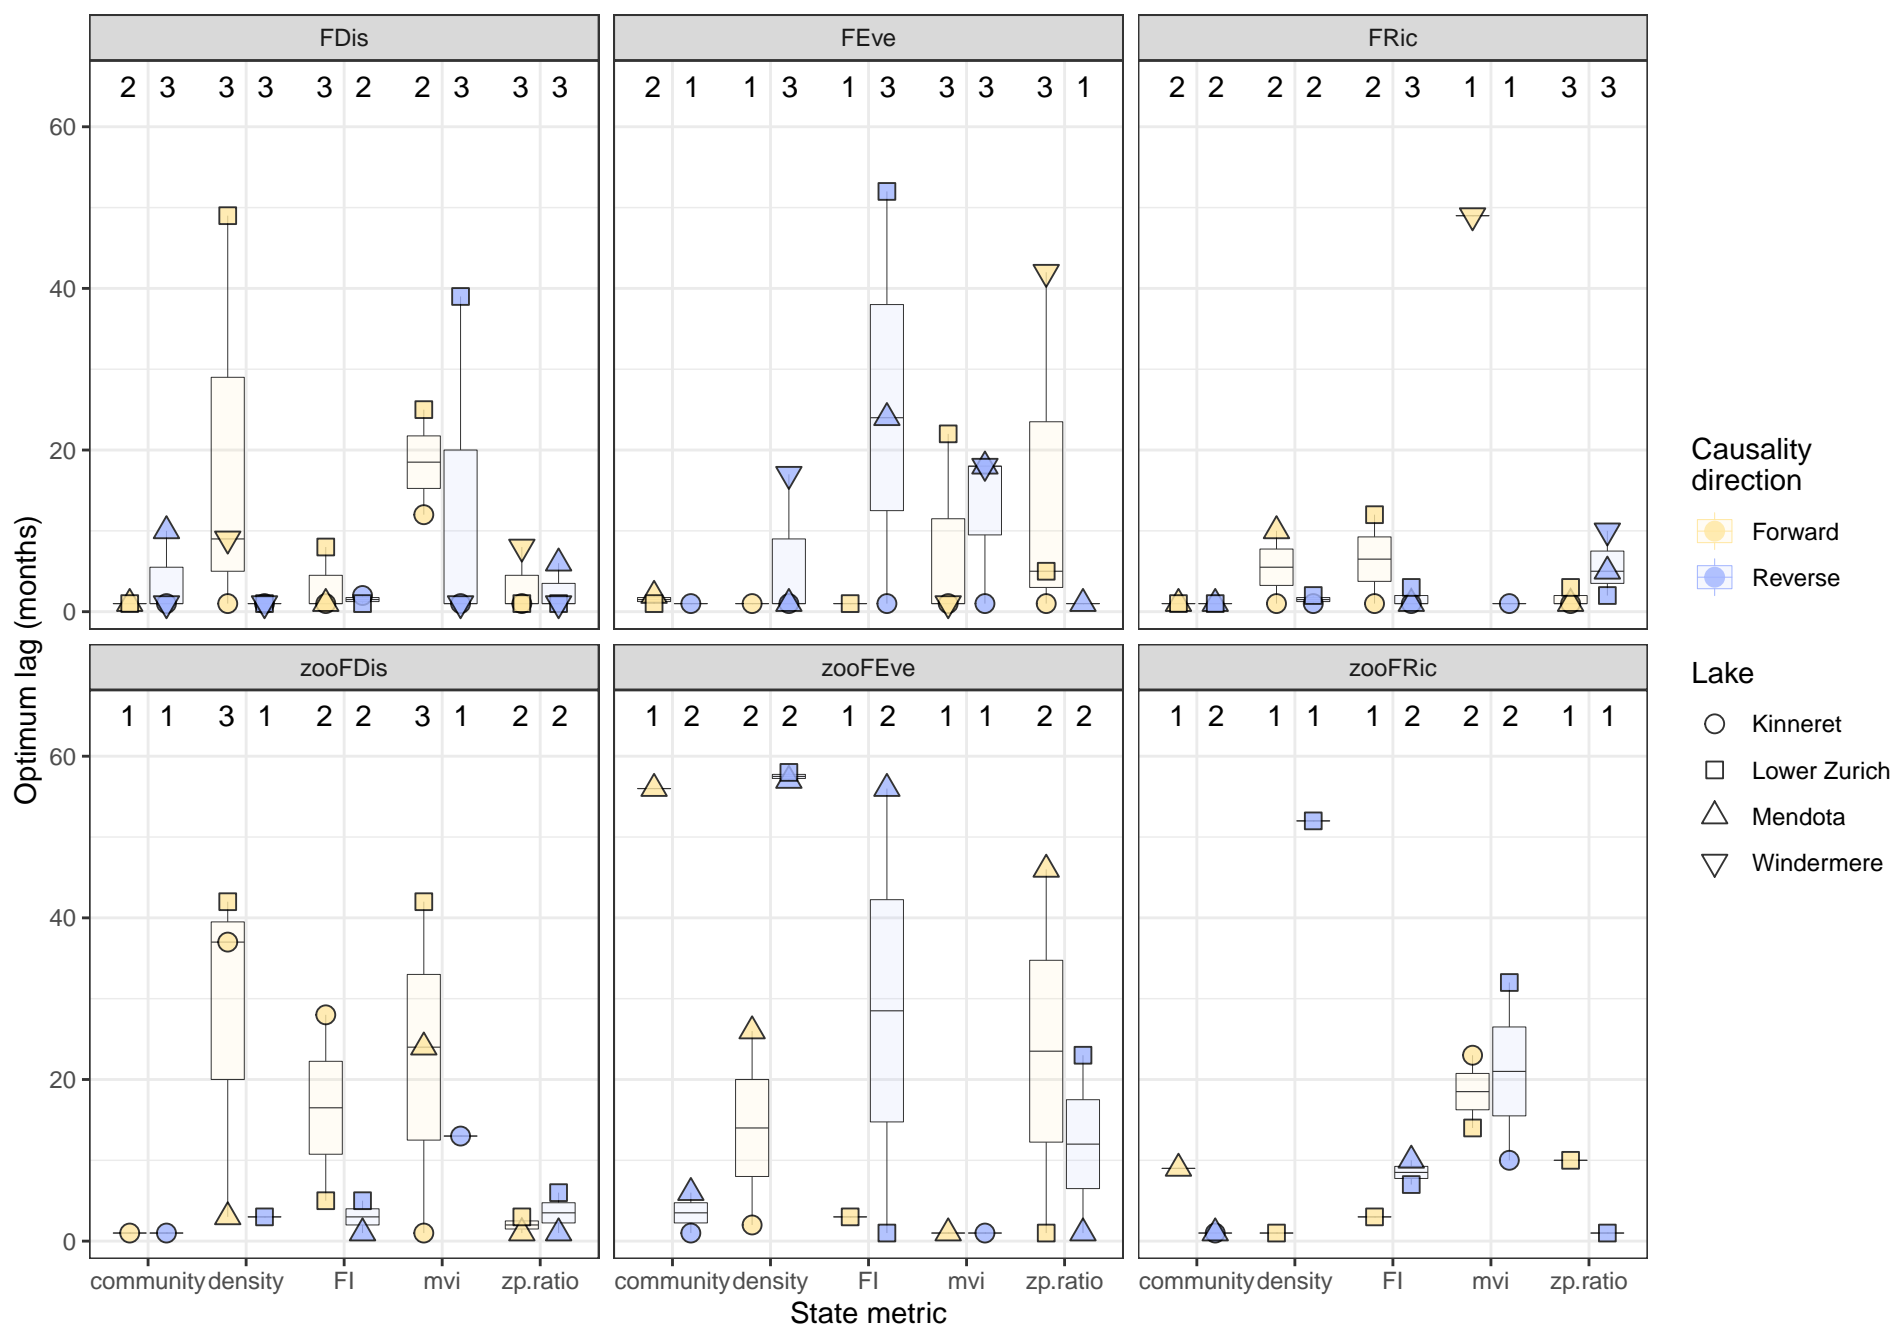 FDis
FEve
FRic
2 3 3 3 3 2 2 3 3 3
2 1 1 3 1 3 3 3 3 1
2 2 2 2 2 3 1 1 3 3
60
40
20
0
zooFDis
zooFEve
zooFRic
1 1 3 1 2 2 3 1 2 2
1 2 2 2 1 2 1 1 2 2
1 2 1 1 1 2 2 2 1 1
60
40
20
0
community density FI mvi zp.ratio
community density FI mvi zp.ratio
community density FI mvi zp.ratio
State metric
Optimum lag (months)
Causality
direction
Forward
Reverse
Lake
Kinneret
Lower Zurich
Mendota
Windermere